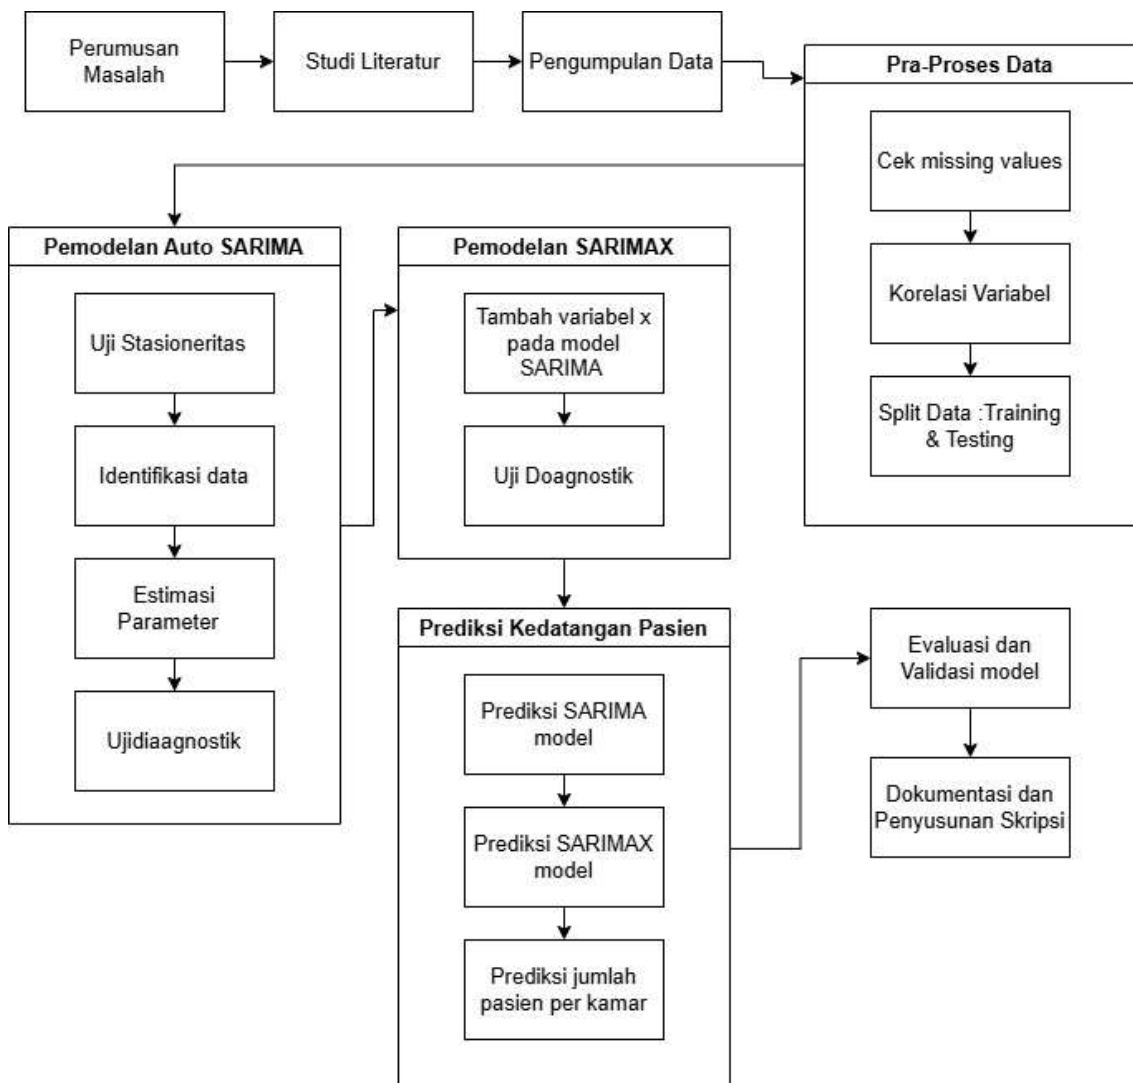 Perumusan
Masalah
Studi Literatur
Pengumpulan Data
Pra-Proses Data
Cek missing values
Korelasi Variabel
Split Data :Training
& Testing
Pemodelan Auto SARIMA
Uji Stasioneritas
Identifikasi data
Estimasi
Parameter
Ujidiaagnostik
Pemodelan SARIMAX
Tambah variabel x
pada model
SARIMA
Uji Doagnostik
Prediksi Kedatangan Pasien
Prediksi SARIMA
model
Prediksi SARIMAX
model
Prediksi jumlah
pasien per kamar
Evaluasi dan
Validasi model
Dokumentasi dan
Penyusunan Skripsi